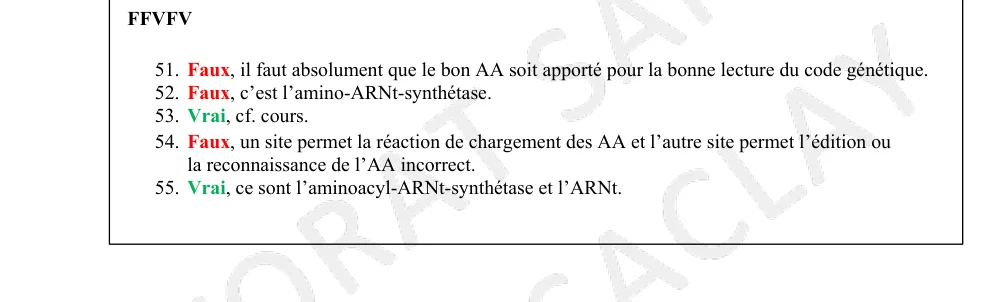 FFVFV
51. Faux, il faut absolument que le bon AA soit apporté pour la bonne lecture du code génétique.
52. Faux, c’est l’amino-ARNt-synthétase.
53. Vrai, cf. cours.
54. Faux, un site permet la réaction de chargement des AA et l’autre site permet l’édition ou
la reconnaissance de l’AA incorrect.
55. Vrai, ce sont l’aminoacyl-ARNt-synthétase et l’ARNt.
SACLAY